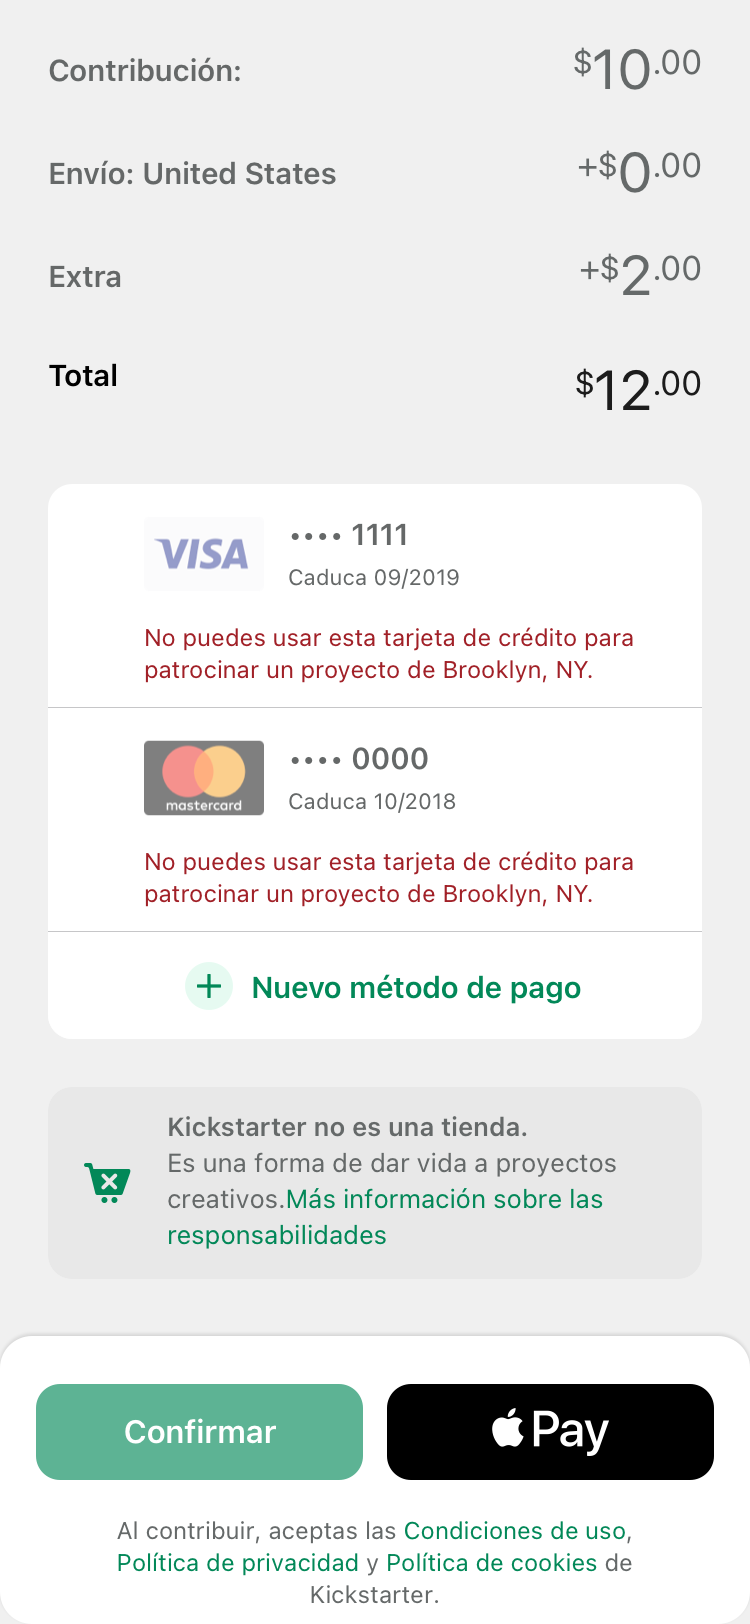 Contribución: $10.00
Envío: United States +$0.00
Extra +$2.00
Total $12.00
VISA •••• 1111
Caduca 09/2019
No puedes usar esta tarjeta de crédito para
patrocinar un proyecto de Brooklyn, NY.
•••• 0000
mastercard Caduca 10/2018
No puedes usar esta tarjeta de crédito para
patrocinar un proyecto de Brooklyn, NY.
+ Nuevo método de pago
Kickstarter no es una tienda.
Es una forma de dar vida a proyectos
creativos.Más información sobre las
responsabilidades
Confirmar Pay
Al contribuir, aceptas las Condiciones de uso,
Política de privacidad y Política de cookies de
Kickstarter.